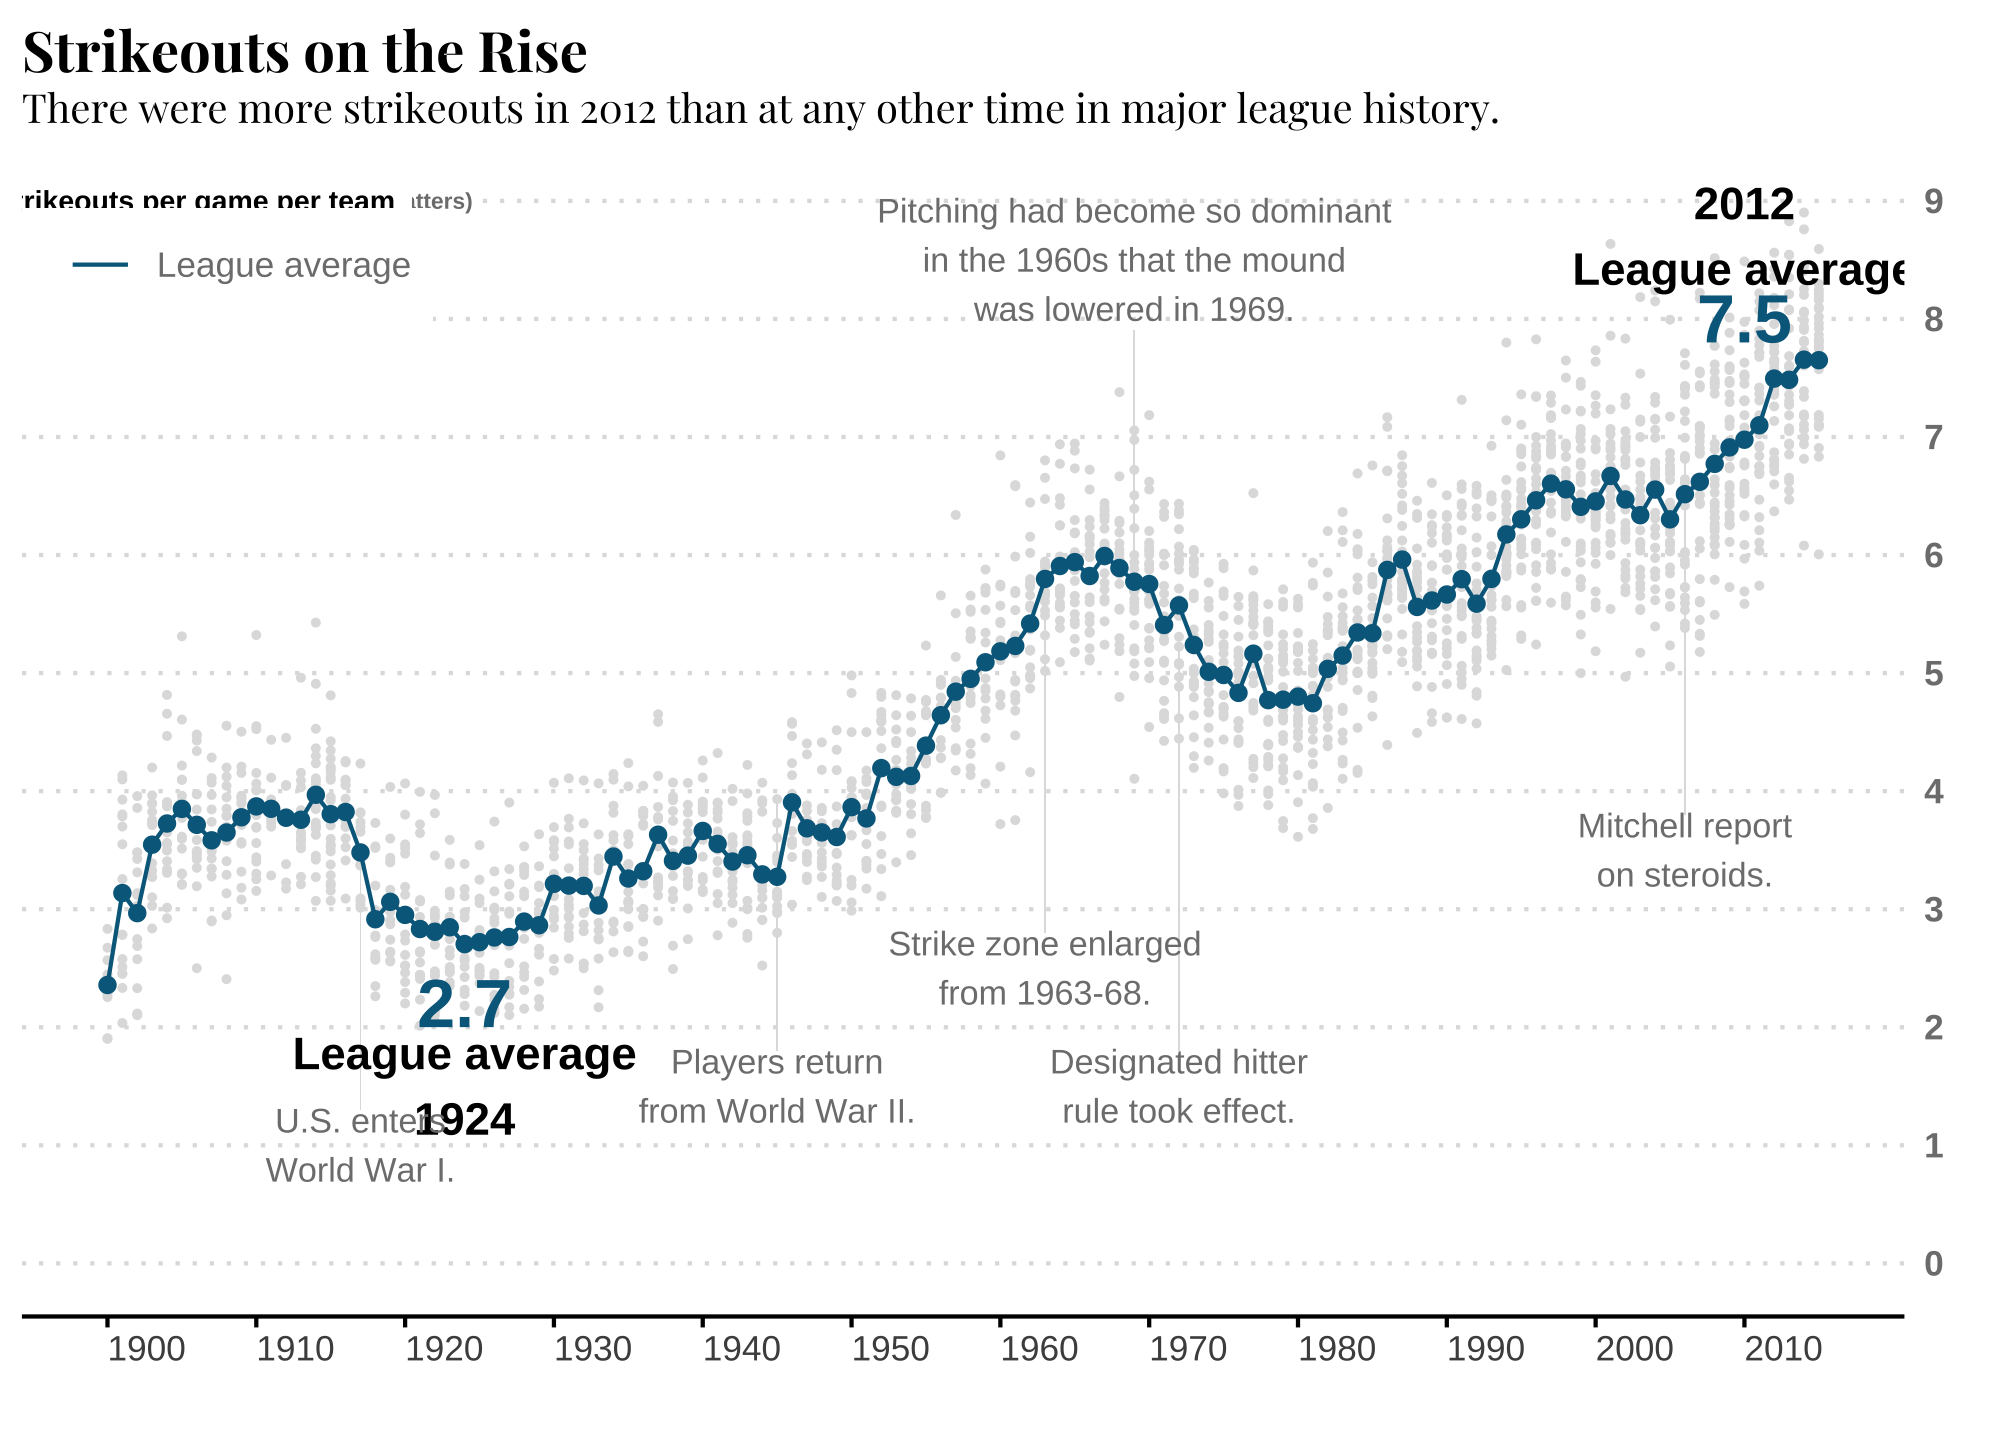 Strikeouts on the Rise
There were more strikeouts in 2012 than at any other time in major league history.
rikeouts per game per team tters)
League average
Pitching had become so dominant
in the 1960s that the mound
was lowered in 1969.
2012
League average
7.5
9
8
7
6
5
4
3
2
1
0
Mitchell report
on steroids.
Strike zone enlarged
from 1963-68.
2.7
League average
1924
U.S. enters
World War I.
Players return
from World War II.
Designated hitter
rule took effect.
1900 1910 1920 1930 1940 1950 1960 1970 1980 1990 2000 2010